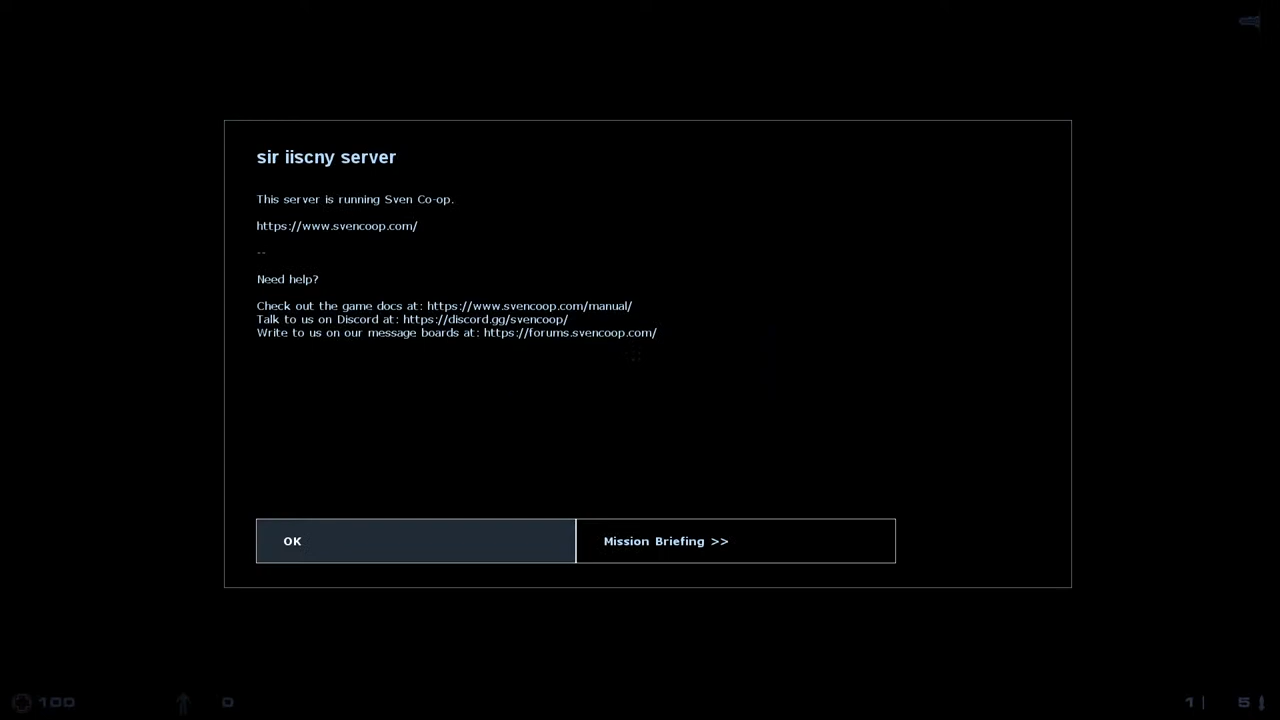 sir iiscny server
This server is running Sven Co-op.
https://www.svencoop.com/
--
Need help?
Check out the game docs at: https://www.svencoop.com/manual/
Talk to us on Discord at: https://discord.gg/svencoop/
Write to us on our message boards at: https://forums.svencoop.com/
OK
Mission Briefing >>
100
0
1|
5